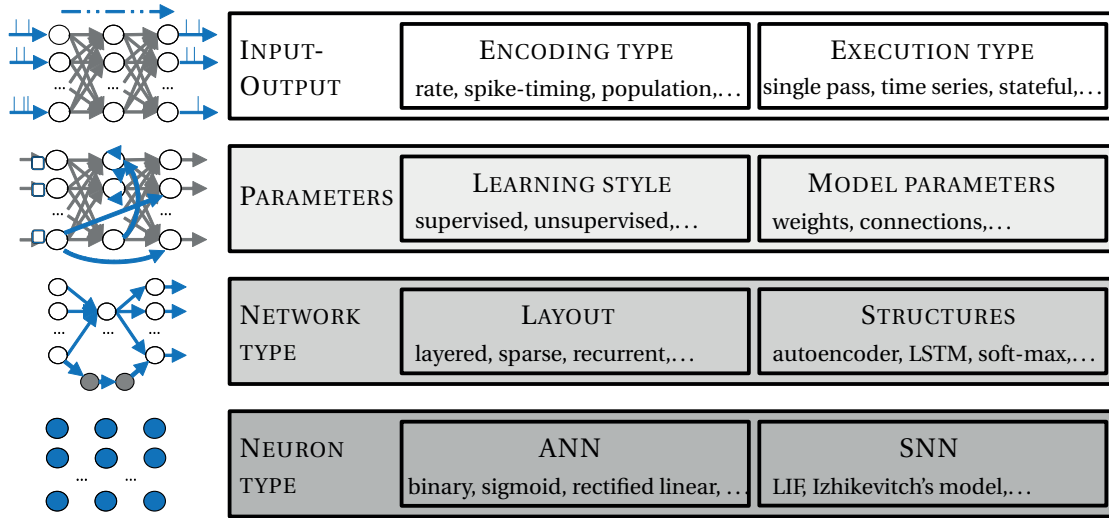 INPUT-
OUTPUT
ENCODING TYPE
rate, spike-timing, population,...
EXECUTION TYPE
single pass, time series, stateful,...
...
...
...
PARAMETERS
LEARNING STYLE
supervised, unsupervised,...
MODEL PARAMETERS
weights, connections,...
...
...
...
NETWORK
TYPE
LAYOUT
layered, sparse, recurrent,...
STRUCTURES
autoencoder, LSTM, soft-max,...
...
...
...
NEURON
TYPE
ANN
binary, sigmoid, rectified linear, ...
SNN
LIF, Izhikevitch's model,...
...
...